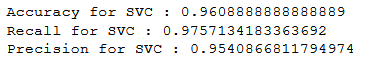 Accuracy for SVC : 0.9608888888888889
Recall for SVC : 0.9757134183363692
Precision for SVC : 0.9540866811794974